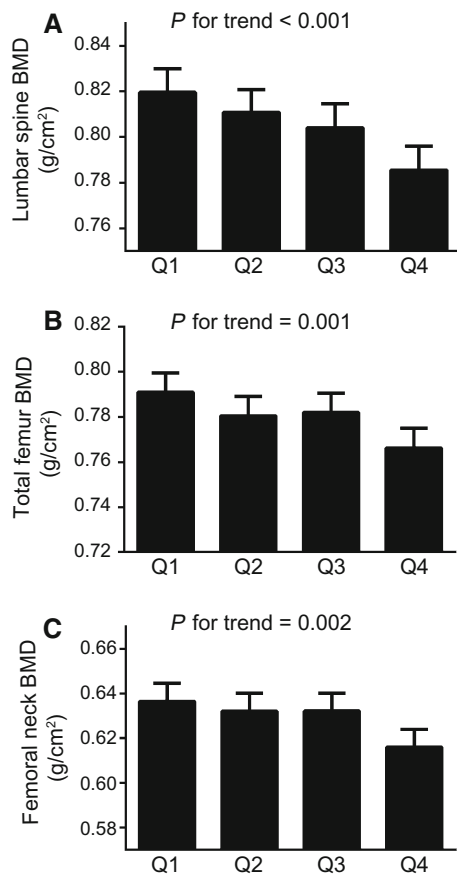 A
P for trend < 0.001
Lumbar spine BMD
(g/cm²)
0.84
0.82
0.80
0.78
0.76
Q1 Q2 Q3 Q4
B
P for trend = 0.001
Total femur BMD
(g/cm²)
0.82
0.80
0.78
0.76
0.74
0.72
Q1 Q2 Q3 Q4
C
P for trend = 0.002
Femoral neck BMD
(g/cm²)
0.66
0.64
0.62
0.60
0.58
Q1 Q2 Q3 Q4